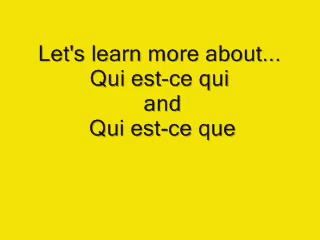 Let's learn more about...
Qui est-ce qui
and
Qui est-ce que